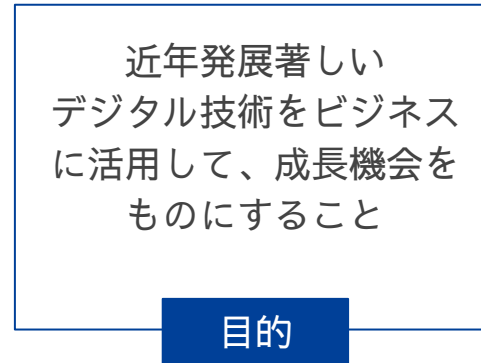 近年発展著しい
デジタル技術をビジネス
に活用して、成長機会を
ものにすること
目的